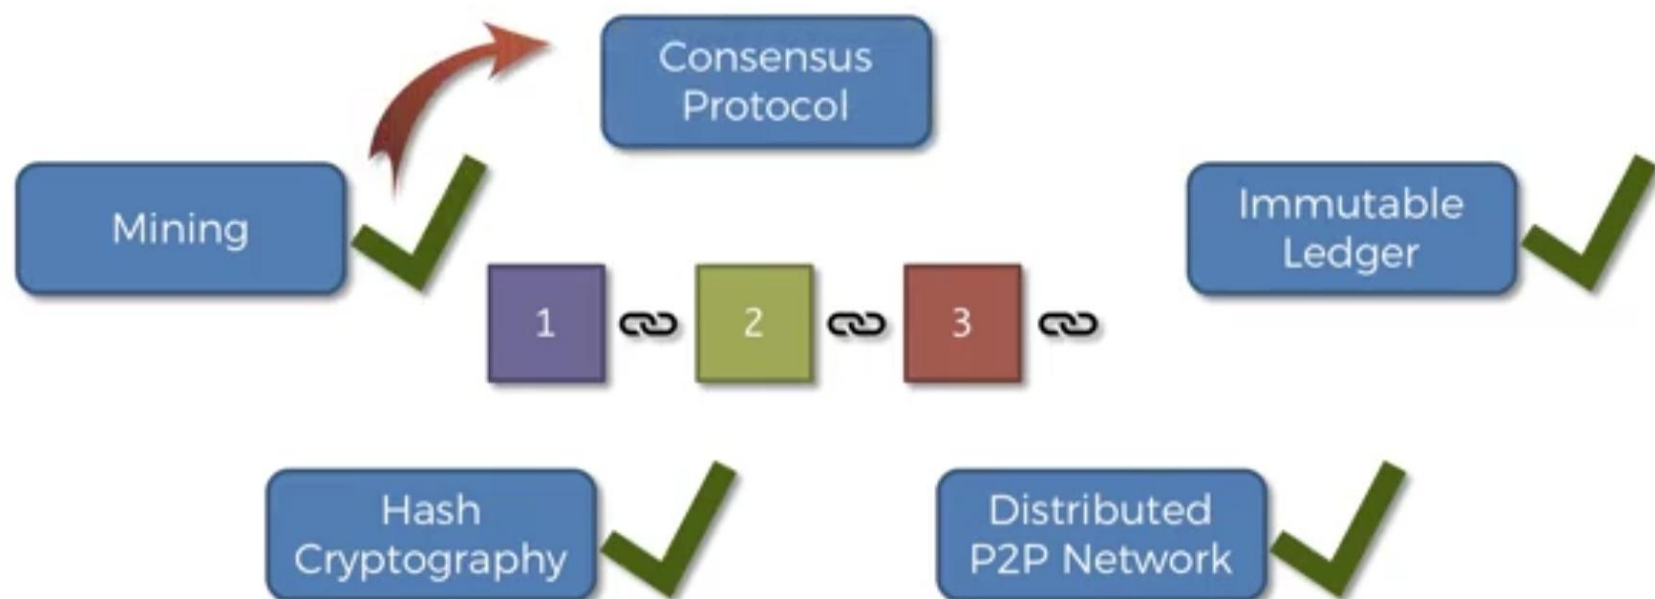 Consensus
Protocol
Mining
Immutable
Ledger
1
2
3
Hash
Cryptography
Distributed
P2P Network